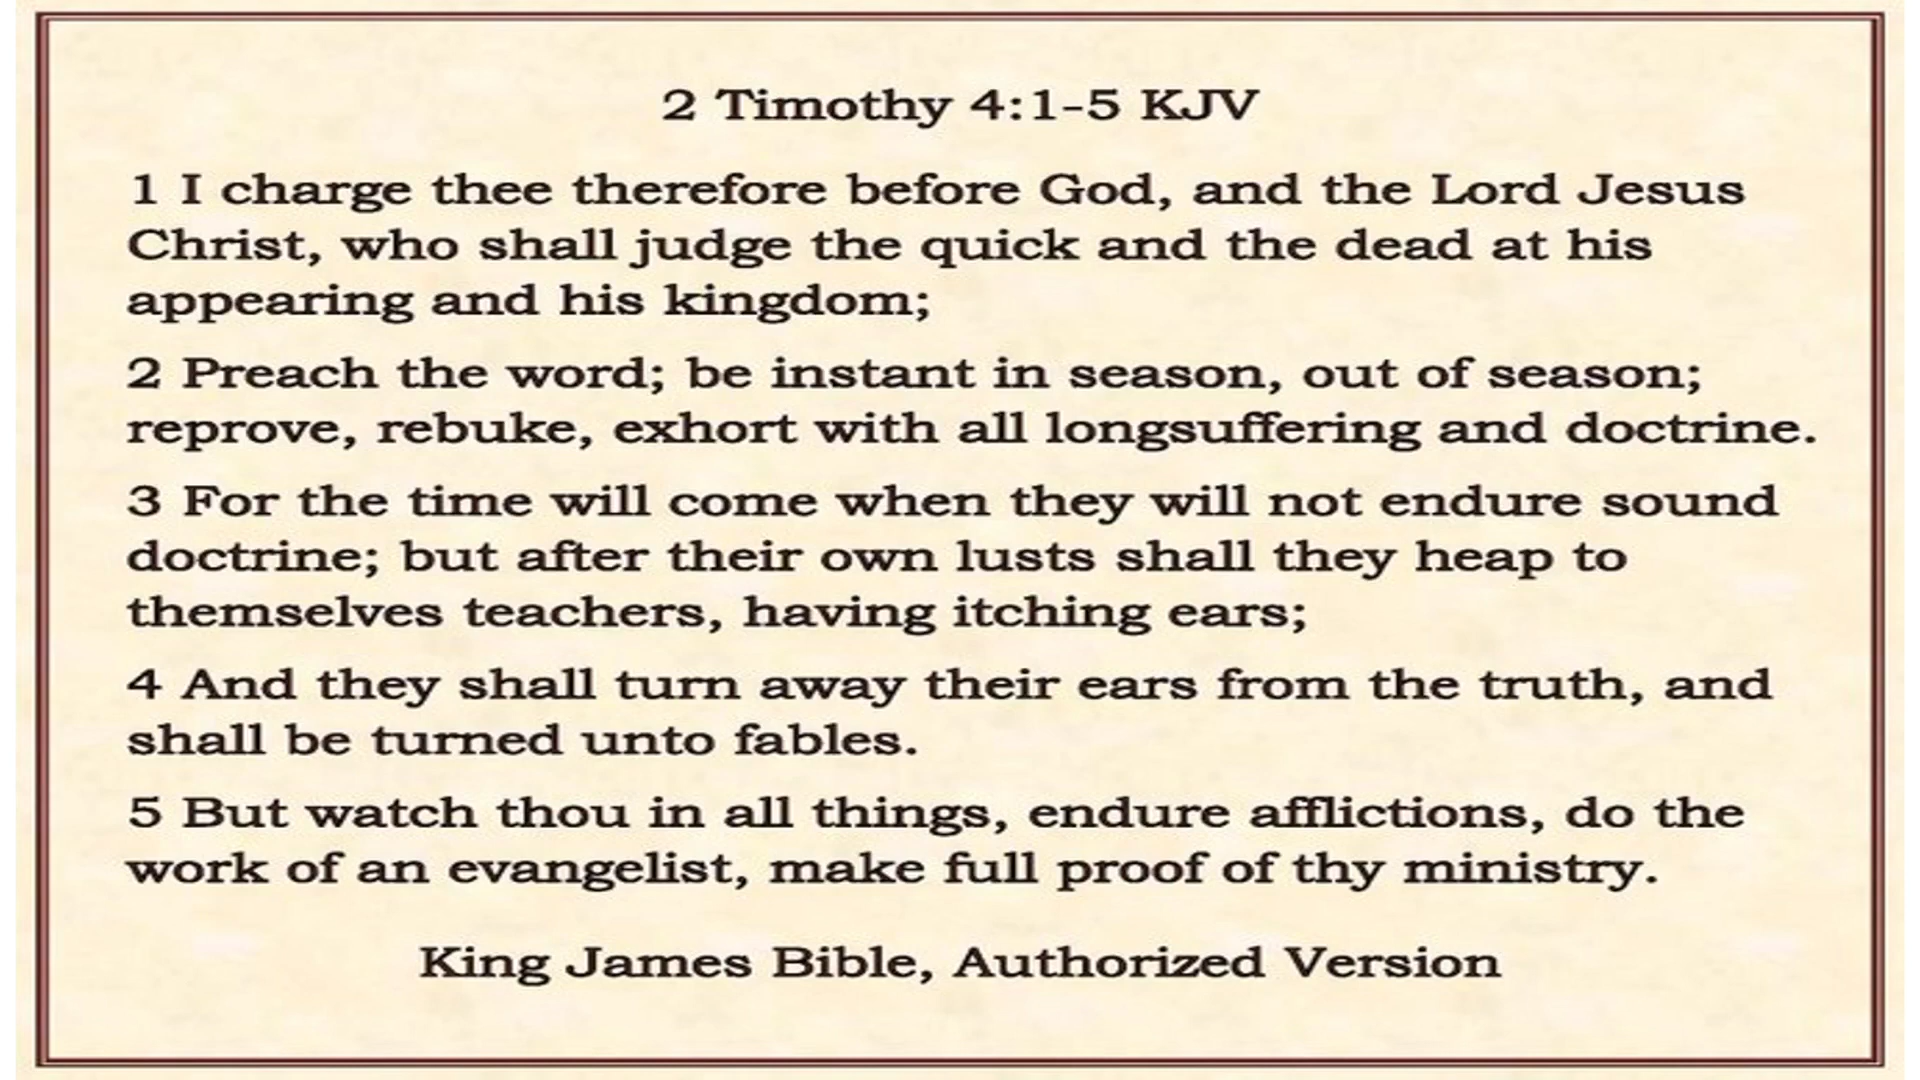 2 Timothy 4:1-5 KJV
1 I charge thee therefore before God, and the Lord Jesus
Christ, who shall judge the quick and the dead at his
appearing and his kingdom;
2 Preach the word; be instant in season, out of season;
reprove, rebuke, exhort with all longsuffering and doctrine.
3 For the time will come when they will not endure sound
doctrine; but after their own lusts shall they heap to
themselves teachers, having itching ears;
4 And they shall turn away their ears from the truth, and
shall be turned unto fables.
5 But watch thou in all things, endure afflictions, do the
work of an evangelist, make full proof of thy ministry.
King James Bible, Authorized Version